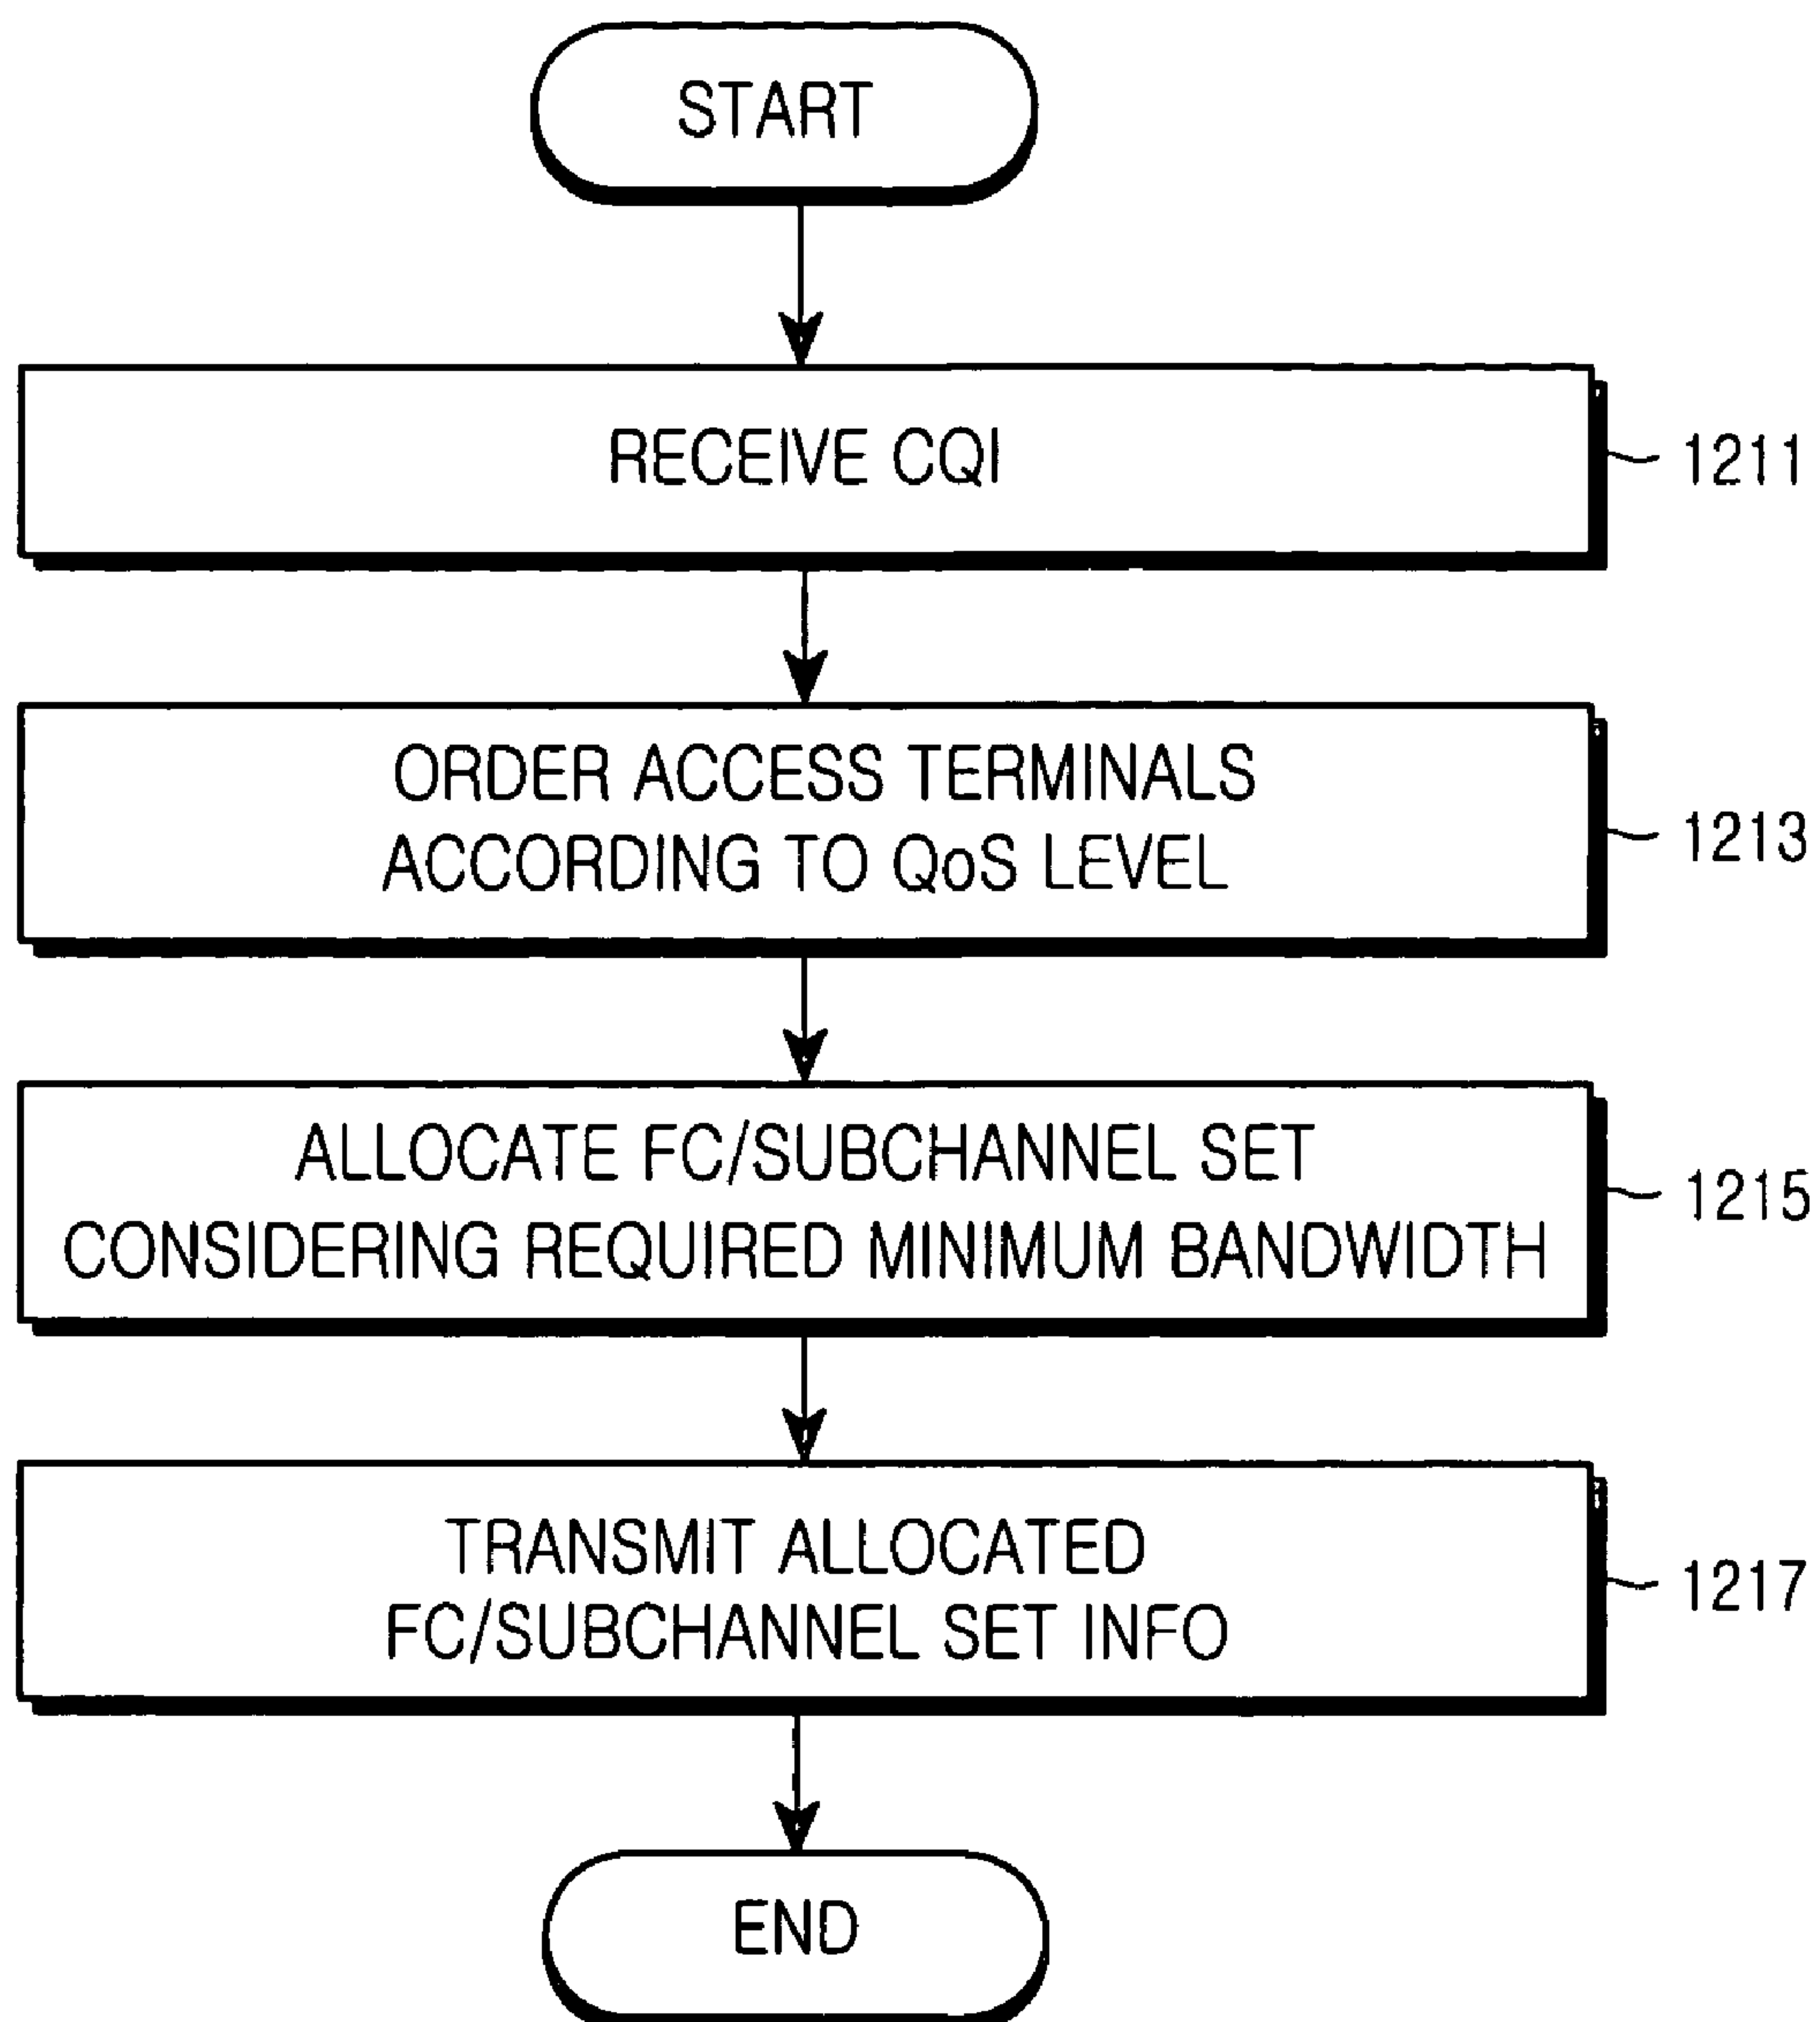 START
RECEIVE CQI
1211
ORDER ACCESS TERMINALS
ACCORDING TO QoS LEVEL
1213
ALLOCATE FC/SUBCHANNEL SET
CONSIDERING REQUIRED MINIMUM BANDWIDTH
1215
TRANSMIT ALLOCATED
FC/SUBCHANNEL SET INFO
1217
END